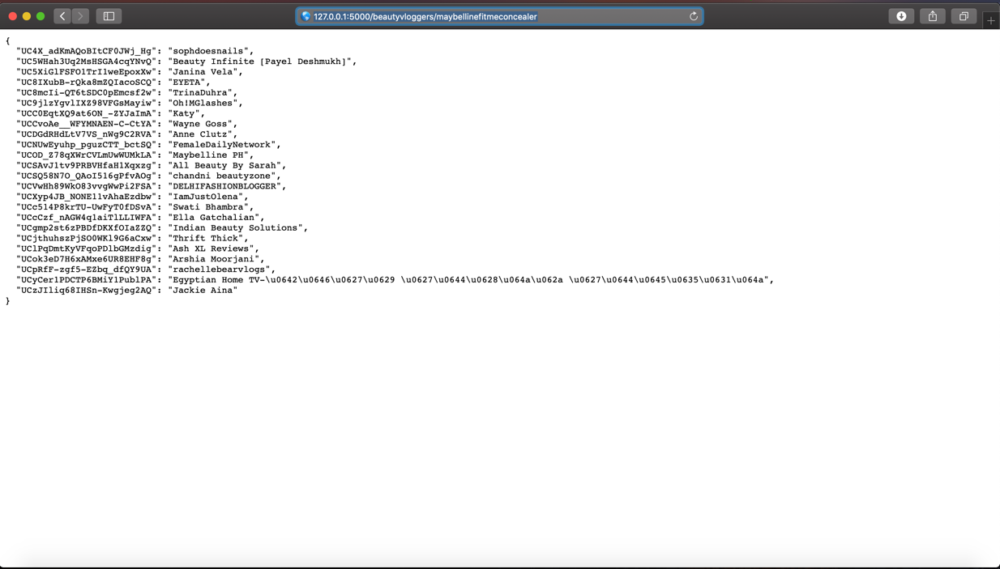 127.0.0.1:5000/beautyvloggers/maybellinefitmeconcealer
{
"UC4X_adKmAQoBItCF0JWj_Hg": "sophdoesnails",
"UC5WHah3Uq2MsHSGA4cqYNvQ": "Beauty Infinite [Payel Deshmukh]",
"UC5XiGlFSFO1TrI1weEpoxXw": "Janina Vela",
"UC8IXubB-rQka8mZQIacoSCQ": "EYETA",
"UC8mcIi-QT6tSDC0pEmcsf2w": "TrinaDuhra",
"UC9jlzYgvlIXZ98VFGsMayiw": "Oh!MGlashes",
"UCC0EqtXQ9at6ON_-ZYJaImA": "Katy",
"UCCvoAe__WFYMNAEN-C-CtYA": "Wayne Goss",
"UCDGdRHdLtV7VS_nWg9C2RVA": "Anne Clutz",
"UCNUwEyuhp_pguzCTT_bctSQ": "FemaleDailyNetwork",
"UCOD_Z78qXWrCVLmUwWUMkLA": "Maybelline PH",
"UCSAvJ1tv9PRBVHfaH1Xqxzg": "All Beauty By Sarah",
"UCSQ58N7O_QAoI516gPfvAOg": "chandni beautyzone",
"UCVwHh89WkO83vvgWwPi2FSA": "DELHIFASHIONBLOGGER",
"UCXyp4JB_NONE11vAhaEzdbw": "IamJustOlena",
"UCc514P8krTU-UwFyT0fDSvA": "Swati Bhambra",
"UCcCzf_nAGW4q1aiTlLLIWFA": "Ella Gatchalian",
"UCgmp2st6zPBDfDKXfOIaZZQ": "Indian Beauty Solutions",
"UCjthuhszPjSO0WKl9G6aCxw": "Thrift Thick",
"UClPqDmtKyVFqoPDlbGMzdig": "Ash XL Reviews",
"UCok3eD7H6xAMxe6UR8EHF8g": "Arshia Moorjani",
"UCpRfF-zgf5-EZbq_dfQY9UA": "rachellebearvlogs",
"UCyCer1PDCTP6BMiY1PublPA": "Egyptian Home TV-\u0642\u0646\u0627\u0629 \u0627\u0644\u0628\u064a\u062a \u0627\u0644\u0645\u0635\u0631\u064a",
"UCzJIliq68IHSn-Kwgjeg2AQ": "Jackie Aina"
}